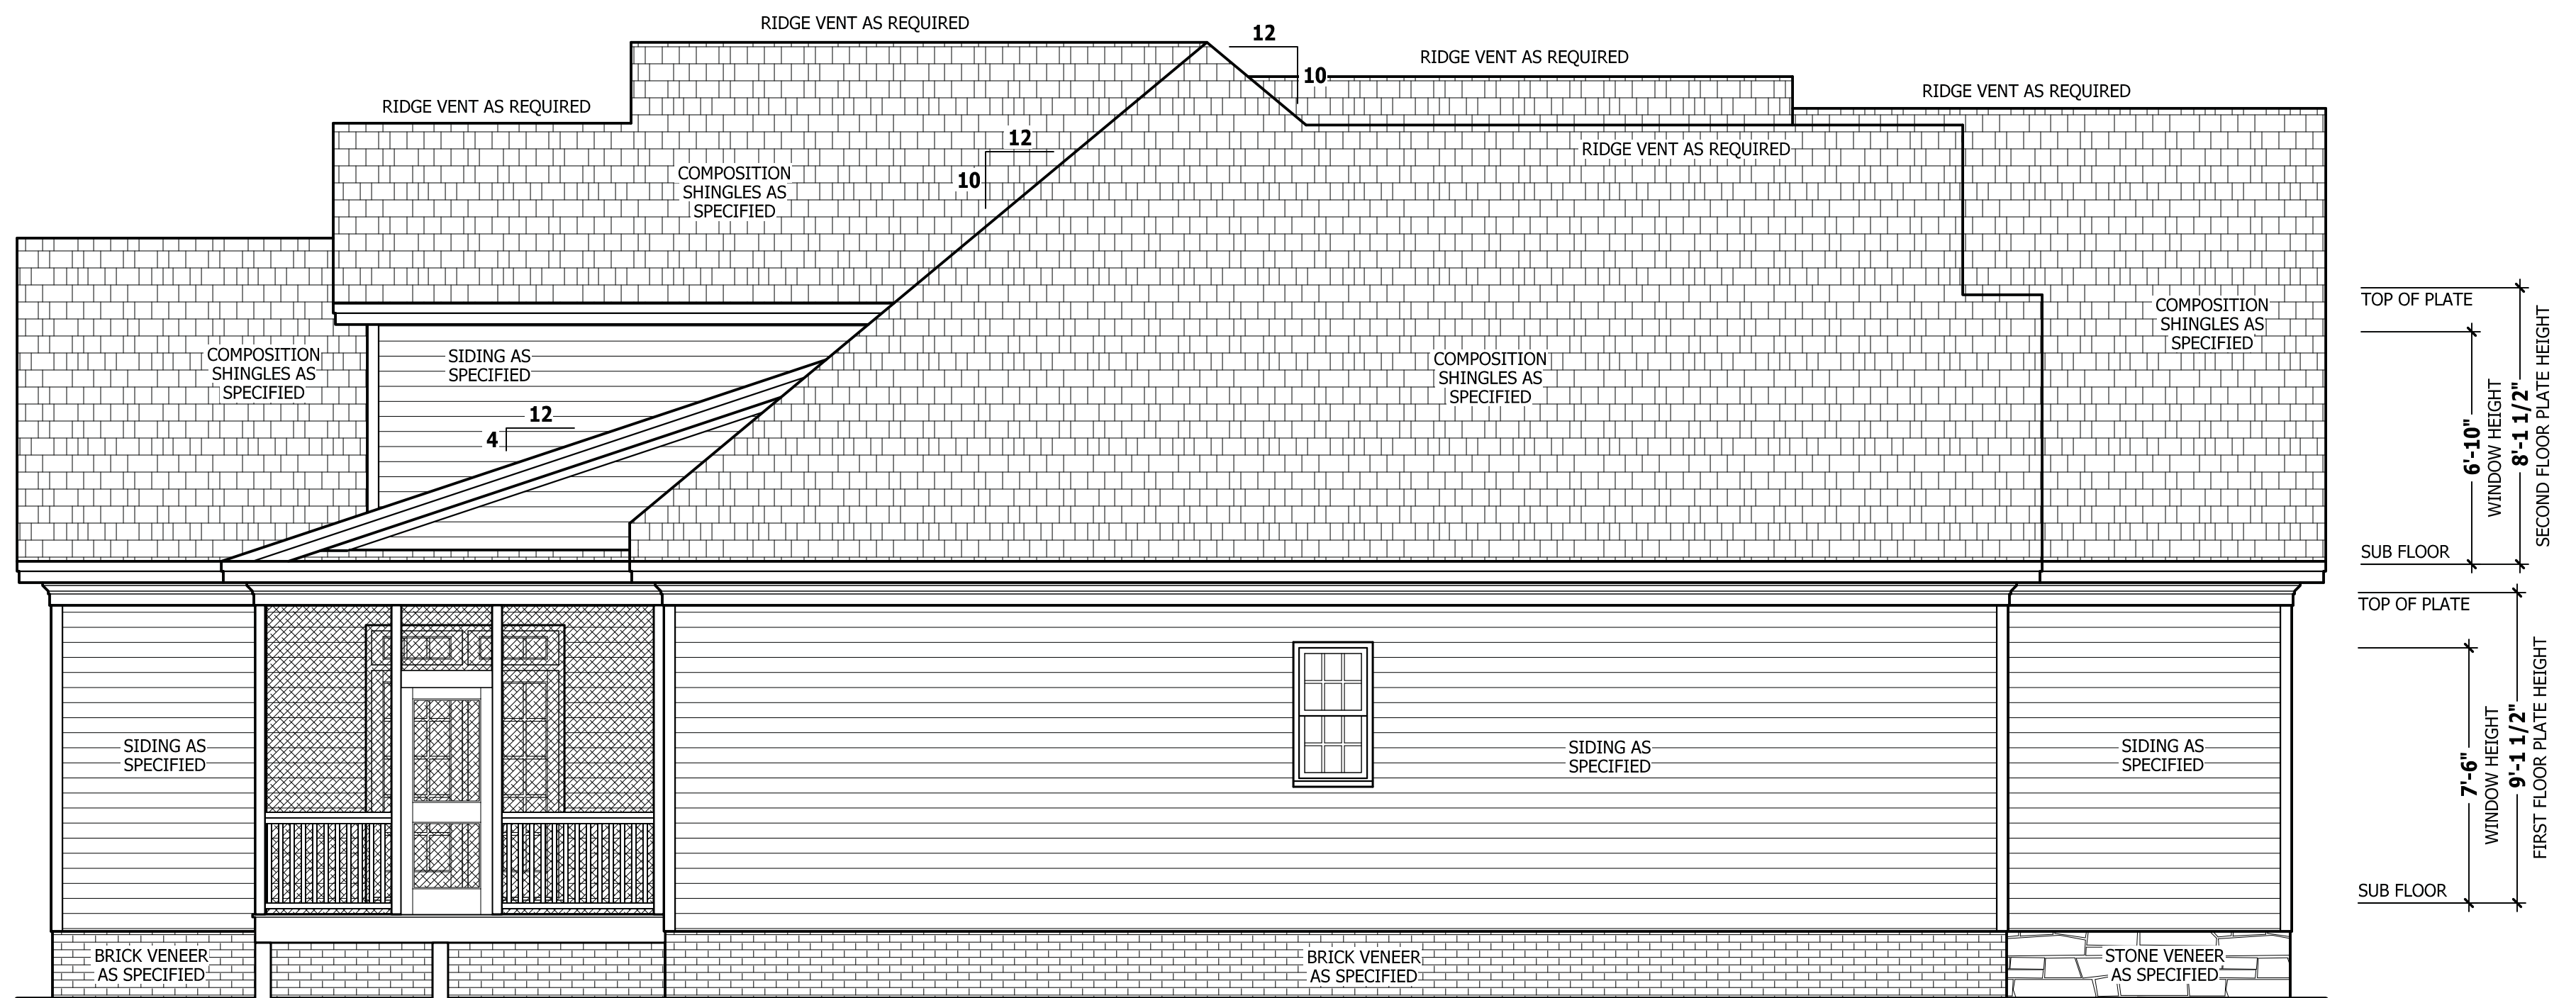 RIDGE VENT AS REQUIRED
12
10
RIDGE VENT AS REQUIRED
RIDGE VENT AS REQUIRED
RIDGE VENT AS REQUIRED
12
10
RIDGE VENT AS REQUIRED
COMPOSITION
SHINGLES AS
SPECIFIED
COMPOSITION
SHINGLES AS
SPECIFIED
SIDING AS
SPECIFIED
12
4
COMPOSITION
SHINGLES AS
SPECIFIED
COMPOSITION
SHINGLES AS
SPECIFIED
TOP OF PLATE
6'-10"
WINDOW HEIGHT
8'-1 1/2"
SECOND FLOOR PLATE HEIGHT
SUB FLOOR
TOP OF PLATE
7'-6"
WINDOW HEIGHT
9'-1 1/2"
FIRST FLOOR PLATE HEIGHT
SUB FLOOR
SIDING AS
SPECIFIED
SIDING AS
SPECIFIED
SIDING AS
SPECIFIED
BRICK VENEER
AS SPECIFIED
BRICK VENEER
AS SPECIFIED
STONE VENEER
AS SPECIFIED